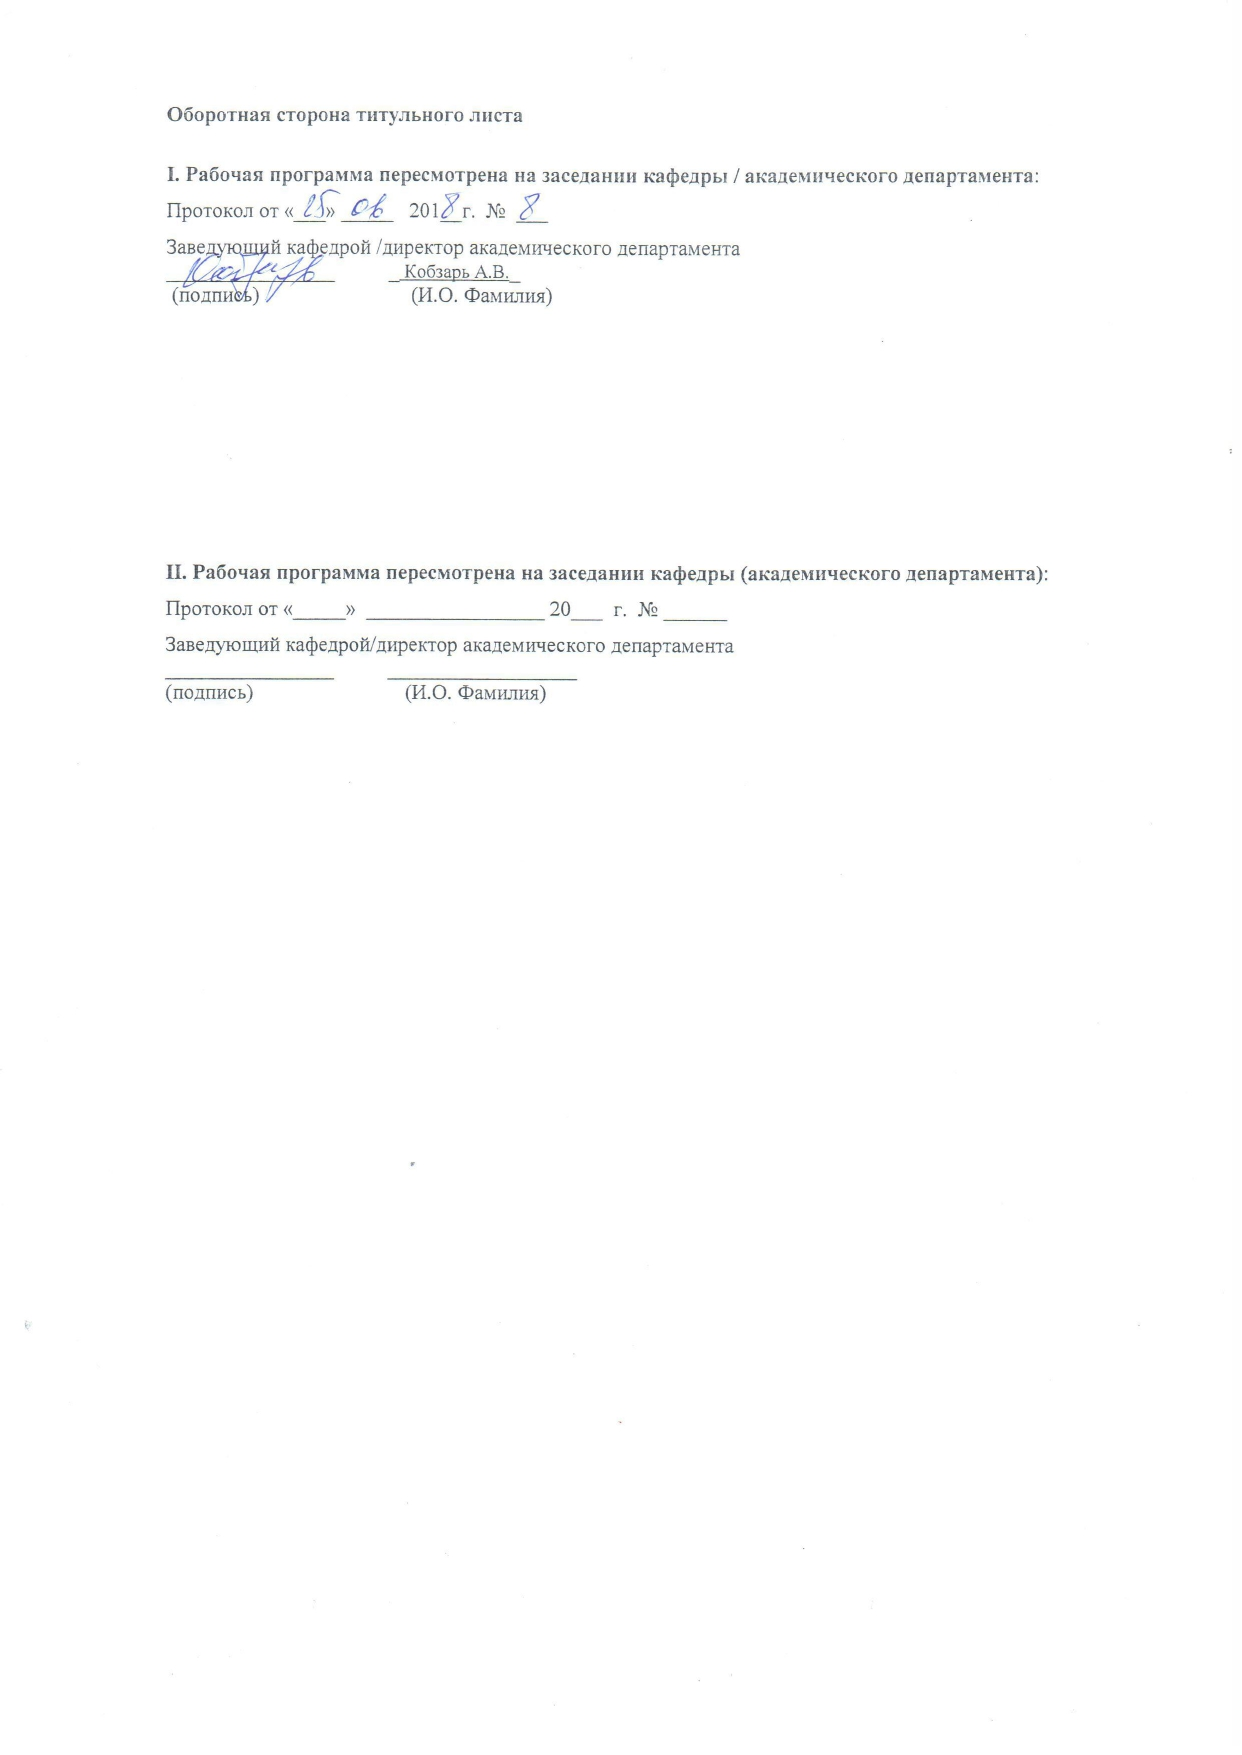 Оборотная сторона титульного листа
I. Рабочая программа пересмотрена на заседании кафедры / академического департамента:
Протокол от «25» 06 2018 г. № 8
Заведующий кафедрой /директор академического департамента
Кобзарь А.В.
(подпись) (И.О. Фамилия)
II. Рабочая программа пересмотрена на заседании кафедры (академического департамента):
Протокол от «_____» _________________ 20___ г. № ______
Заведующий кафедрой/директор академического департамента
________________ __________________
(подпись) (И.О. Фамилия)